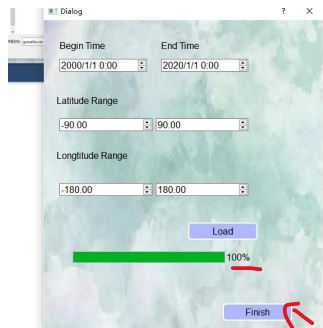 Dialog
Begin Time End Time
2000/1/1 0:00 2020/1/1 0:00
Latitude Range
-90.00 90.00
Longtitude Range
-180.00 180.00
Load
100%
Finish